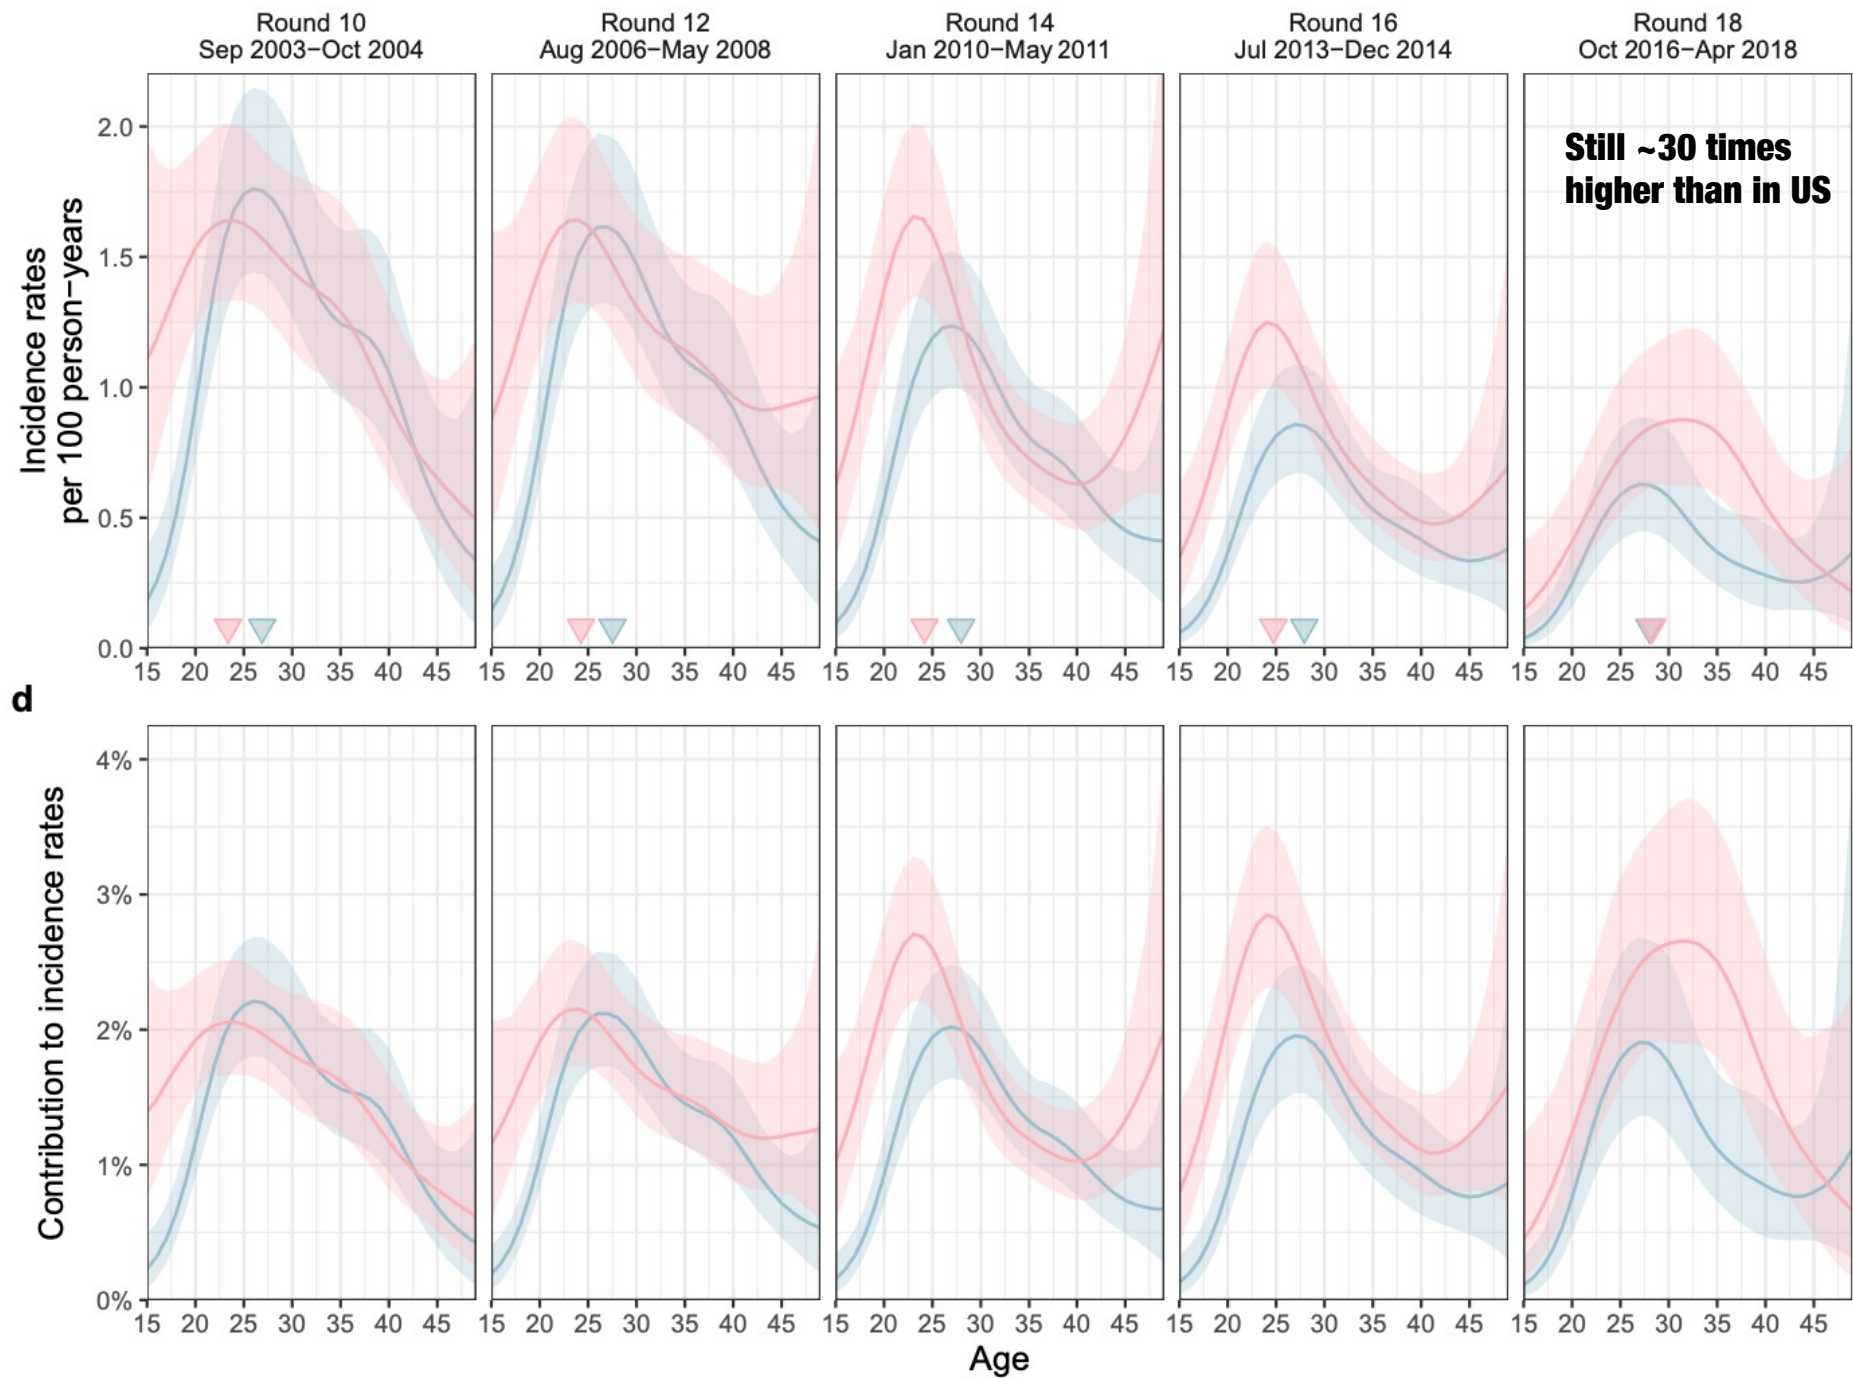 Round 10
Sep 2003–Oct 2004
Round 12
Aug 2006–May 2008
Round 14
Jan 2010–May 2011
Round 16
Jul 2013–Dec 2014
Round 18
Oct 2016–Apr 2018
Incidence rates
per 100 person−years
2.0
1.5
1.0
0.5
0.0
Still ~30 times
higher than in US
15 20 25 30 35 40 45
15 20 25 30 35 40 45
15 20 25 30 35 40 45
15 20 25 30 35 40 45
15 20 25 30 35 40 45
d
Contribution to incidence rates
4%
3%
2%
1%
0%
15 20 25 30 35 40 45
15 20 25 30 35 40 45
15 20 25 30 35 40 45
15 20 25 30 35 40 45
15 20 25 30 35 40 45
Age